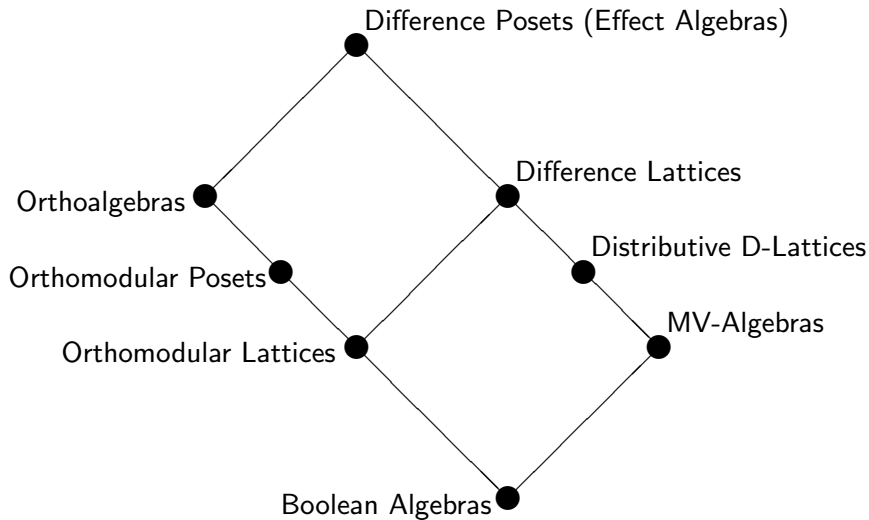 Difference Posets (Effect Algebras)
Difference Lattices
Orthoalgebras
Distributive D-Lattices
Orthomodular Posets
MV-Algebras
Orthomodular Lattices
Boolean Algebras